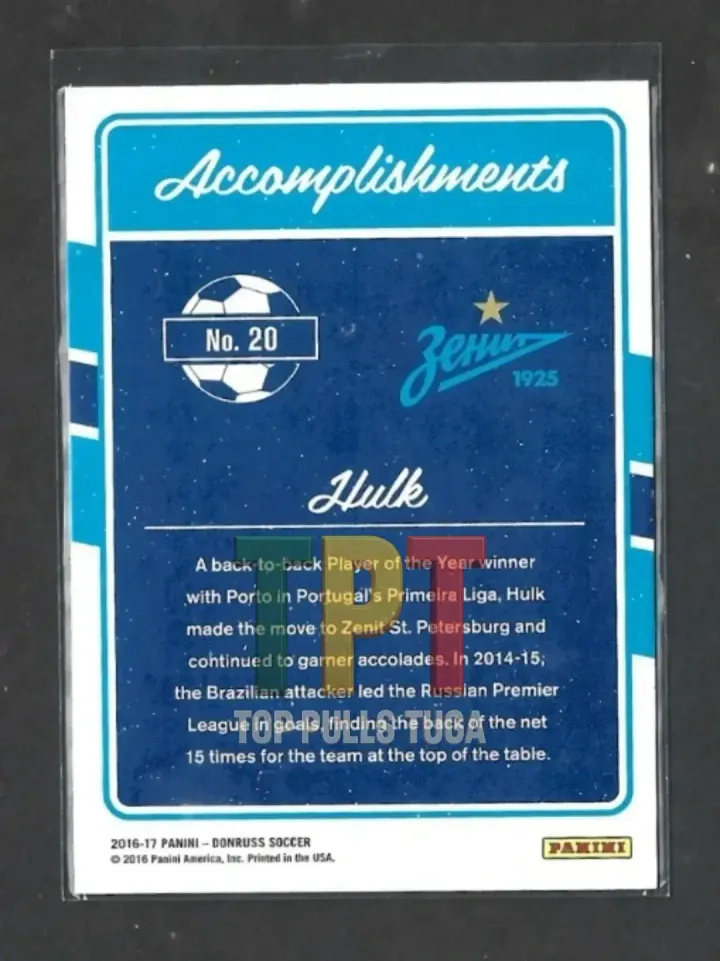 Accomplishments
No. 20
Зенит
1925
Hulk
A back-to-back Player of the Year winner
with Porto in Portugal's Primeira Liga, Hulk
made the move to Zenit St. Petersburg and
continued to garner accolades. In 2014-15,
the Brazilian attacker led the Russian Premier
League in goals, finding the back of the net
15 times for the team at the top of the table.
TPT
TOP PULLS TUGA
2016-17 PANINI – DONRUSS SOCCER
© 2016 Panini America, Inc. Printed in the USA.
PANINI